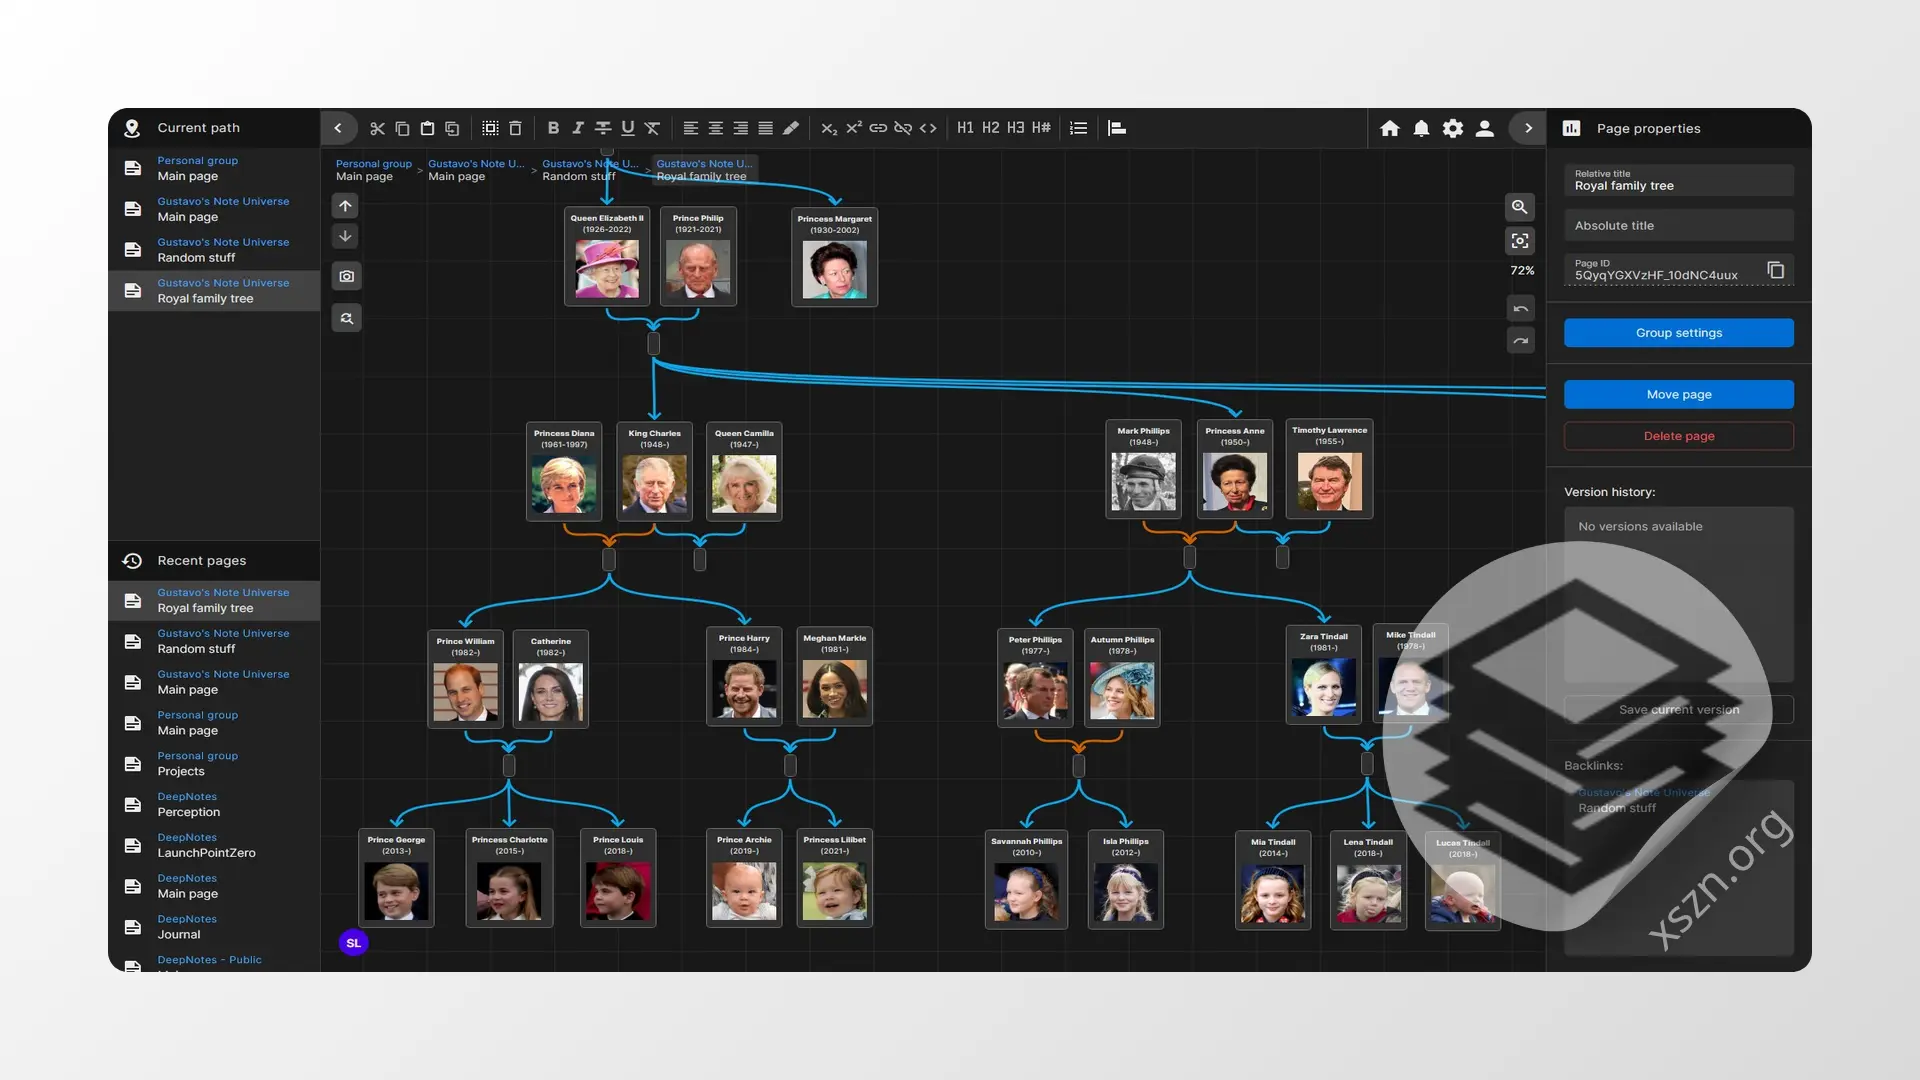 Current path
Personal group
Main page
Gustavo's Note Universe
Main page
Gustavo's Note Universe
Random stuff
Gustavo's Note Universe
Royal family tree
Recent pages
Gustavo's Note Universe
Royal family tree
Gustavo's Note Universe
Random stuff
Gustavo's Note Universe
Main page
Personal group
Main page
Personal group
Projects
DeepNotes
Perception
DeepNotes
LaunchPointZero
DeepNotes
Main page
DeepNotes
Journal
DeepNotes - Public
B I S U X₂ X² <> H1 H2 H3 H#
Personal group > Gustavo's Note U... > Gustavo's Note U... > Gustavo's Note U...
Main page Main page Random stuff Royal family tree
72%
Queen Elizabeth II
(1926-2022)
Prince Philip
(1921-2021)
Princess Margaret
(1930-2002)
Princess Diana
(1961-1997)
King Charles
(1948-)
Queen Camilla
(1947-)
Mark Phillips
(1948-)
Princess Anne
(1950-)
Timothy Lawrence
(1955-)
Prince William
(1982-)
Catherine
(1982-)
Prince Harry
(1984-)
Meghan Markle
(1981-)
Peter Phillips
(1977-)
Autumn Phillips
(1978-)
Zara Tindall
(1981-)
Mike Tindall
(1978-)
Prince George
(2013-)
Princess Charlotte
(2015-)
Prince Louis
(2018-)
Prince Archie
(2019-)
Princess Lilibet
(2021-)
Savannah Phillips
(2010-)
Isla Phillips
(2012-)
Mia Tindall
(2014-)
Lena Tindall
(2018-)
Lucas Tindall
(2018-)
SL
Page properties
Relative title
Royal family tree
Absolute title
Page ID
5QyqYGXVzHF_10dNC4uux
Group settings
Move page
Delete page
Version history:
No versions available
Save current version
Backlinks:
Gustavo's Note Universe
Random stuff
xszn.org